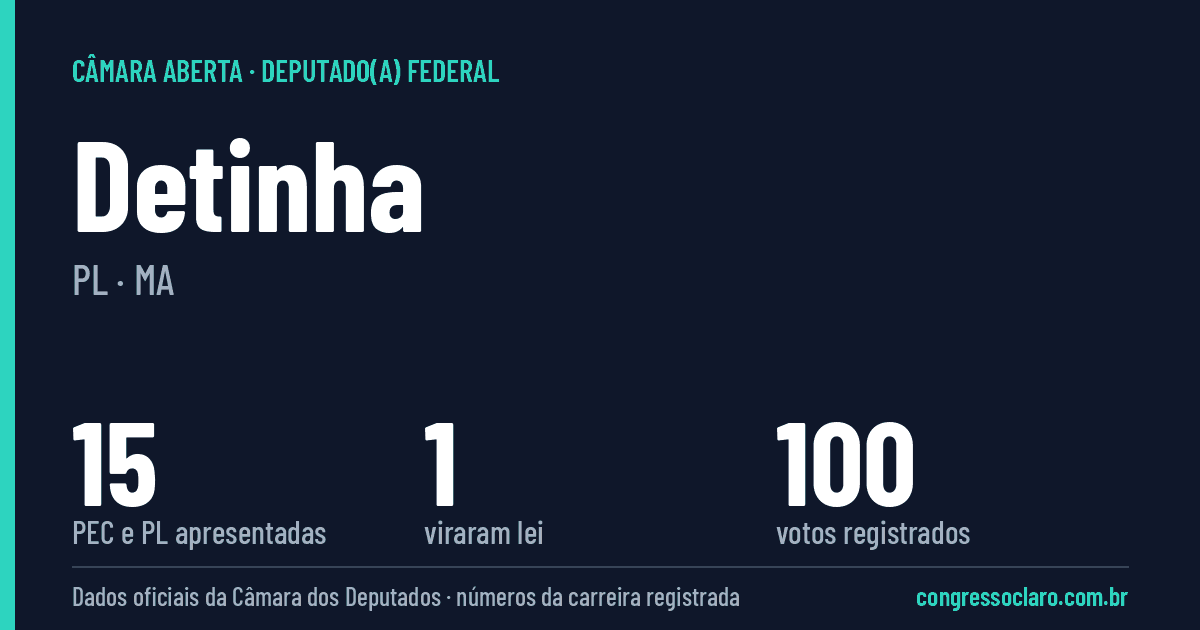 CÂMARA ABERTA · DEPUTADO(A) FEDERAL
Detinha
PL · MA
15
PEC e PL apresentadas
1
viraram lei
100
votos registrados
Dados oficiais da Câmara dos Deputados · números da carreira registrada
congressoclaro.com.br